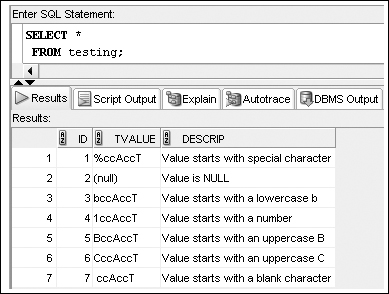 Enter SQL Statement:
SELECT *
FROM testing;
Results Script Output Explain Autotrace DBMS Output
Results:
ID TVALUE DESCRIP
1 1 %ccAccT Value starts with special character
2 2 (null) Value is NULL
3 3 bccAccT Value starts with a lowercase b
4 4 1ccAccT Value starts with a number
5 5 BccAccT Value starts with an uppercase B
6 6 CccAccT Value starts with an uppercase C
7 7 ccAccT Value starts with a blank character